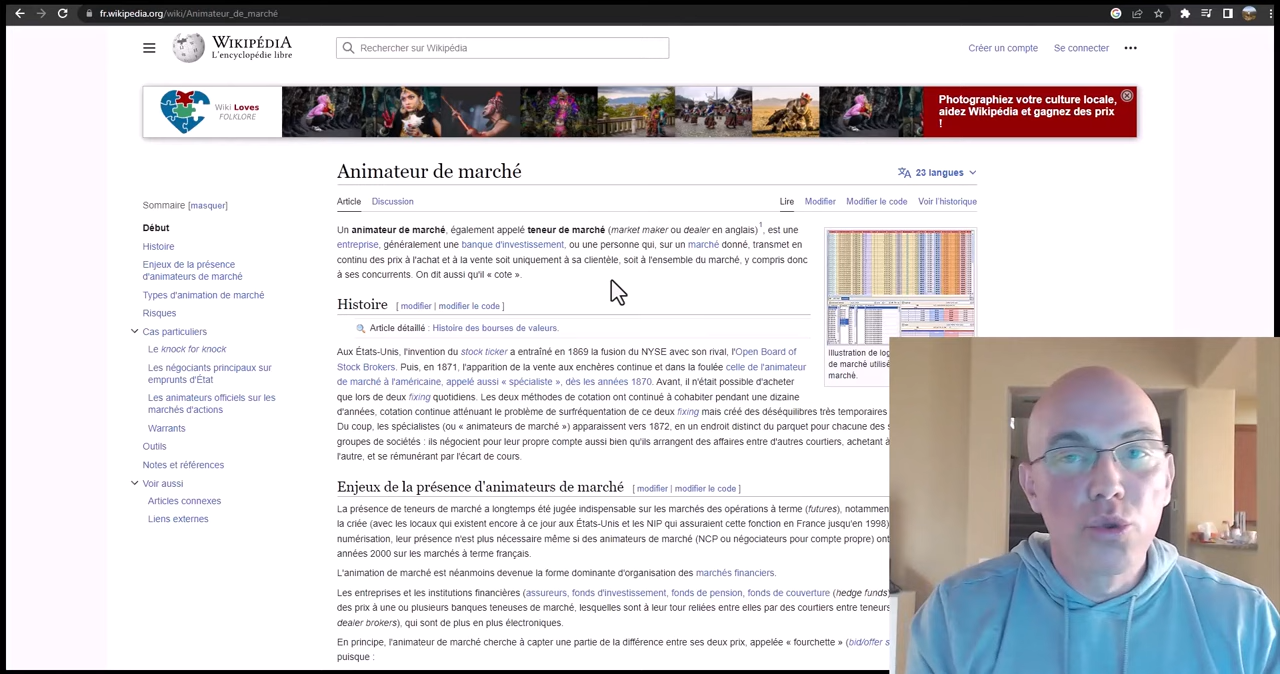 fr.wikipedia.org/wiki/Animateur_de_marché
WIKIPÉDIA
L'encyclopédie libre
Rechercher sur Wikipédia
Créer un compte
Se connecter
Wiki Loves
FOLKLORE
Photographiez votre culture locale,
aidez Wikipédia et gagnez des prix
!
Animateur de marché
23 langues
Article Discussion
Lire Modifier Modifier le code Voir l'historique
Sommaire [masquer]
Début
Histoire
Enjeux de la présence
d'animateurs de marché
Types d'animation de marché
Risques
Cas particuliers
Le knock for knock
Les négociants principaux sur
emprunts d'État
Les animateurs officiels sur les
marchés d'actions
Warrants
Outils
Notes et références
Voir aussi
Articles connexes
Liens externes
Un animateur de marché, également appelé teneur de marché (market maker ou dealer en anglais)1, est une
entreprise, généralement une banque d'investissement, ou une personne qui, sur un marché donné, transmet en
continu des prix à l'achat et à la vente soit uniquement à sa clientèle, soit à l'ensemble du marché, y compris donc
à ses concurrents. On dit aussi qu'il « cote ».
Illustration de log
de marché utilisé
marché.
Histoire [ modifier | modifier le code ]
Article détaillé : Histoire des bourses de valeurs.
Aux États-Unis, l'invention du stock ticker a entraîné en 1869 la fusion du NYSE avec son rival, l'Open Board of
Stock Brokers. Puis, en 1871, l'apparition de la vente aux enchères continue et dans la foulée celle de l'animateur
de marché à l'américaine, appelé aussi « spécialiste », dès les années 1870. Avant, il n'était possible d'acheter
que lors de deux fixing quotidiens. Les deux méthodes de cotation ont continué à cohabiter pendant une dizaine
d'années, cotation continue atténuant le problème de surfréquentation de ce deux fixing mais créé des déséquilibres très temporaires
Du coup, les spécialistes (ou « animateurs de marché ») apparaissent vers 1872, en un endroit distinct du parquet pour chacune des s
groupes de sociétés : ils négocient pour leur propre compte aussi bien qu'ils arrangent des affaires entre d'autres courtiers, achetant à
l'autre, et se rémunérant par l'écart de cours.
Enjeux de la présence d'animateurs de marché [ modifier | modifier le code ]
La présence de teneurs de marché a longtemps été jugée indispensable sur les marchés des opérations à terme (futures), notammen
la criée (avec les locaux qui existent encore à ce jour aux États-Unis et les NIP qui assuraient cette fonction en France jusqu'en 1998)
numérisation, leur présence n'est plus nécessaire même si des animateurs de marché (NCP ou négociateurs pour compte propre) ont
années 2000 sur les marchés à terme français.
L'animation de marché est néanmoins devenue la forme dominante d'organisation des marchés financiers.
Les entreprises et les institutions financières (assureurs, fonds d'investissement, fonds de pension, fonds de couverture (hedge funds)
des prix à une ou plusieurs banques teneuses de marché, lesquelles sont à leur tour reliées entre elles par des courtiers entre teneurs
dealer brokers), qui sont de plus en plus électroniques.
En principe, l'animateur de marché cherche à capter une partie de la différence entre ses deux prix, appelée « fourchette » (bid/offer s
puisque :